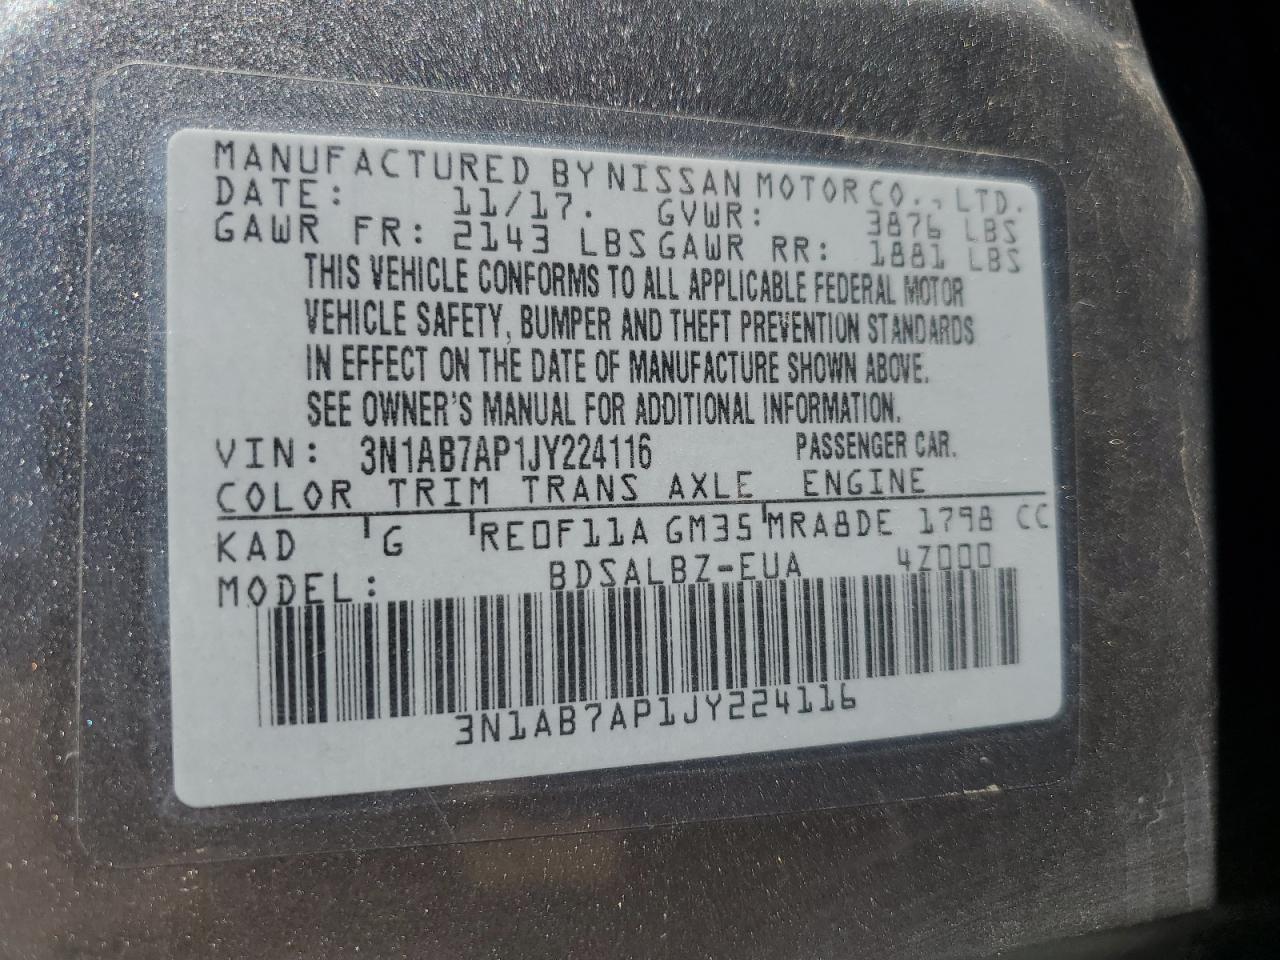 MANUFACTURED BY NISSAN MOTOR CO., LTD.
DATE: 11/17. GVWR: 3876 LBS
GAWR FR: 2143 LBS GAWR RR: 1881 LBS
THIS VEHICLE CONFORMS TO ALL APPLICABLE FEDERAL MOTOR
VEHICLE SAFETY, BUMPER AND THEFT PREVENTION STANDARDS
IN EFFECT ON THE DATE OF MANUFACTURE SHOWN ABOVE.
SEE OWNER'S MANUAL FOR ADDITIONAL INFORMATION.
VIN: 3N1AB7AP1JY224116 PASSENGER CAR.
COLOR TRIM TRANS AXLE ENGINE
KAD G RE0F11A GM35 MRA8DE 1798 CC
MODEL: BDSALBZ-EUA 4Z000
3N1AB7AP1JY224116